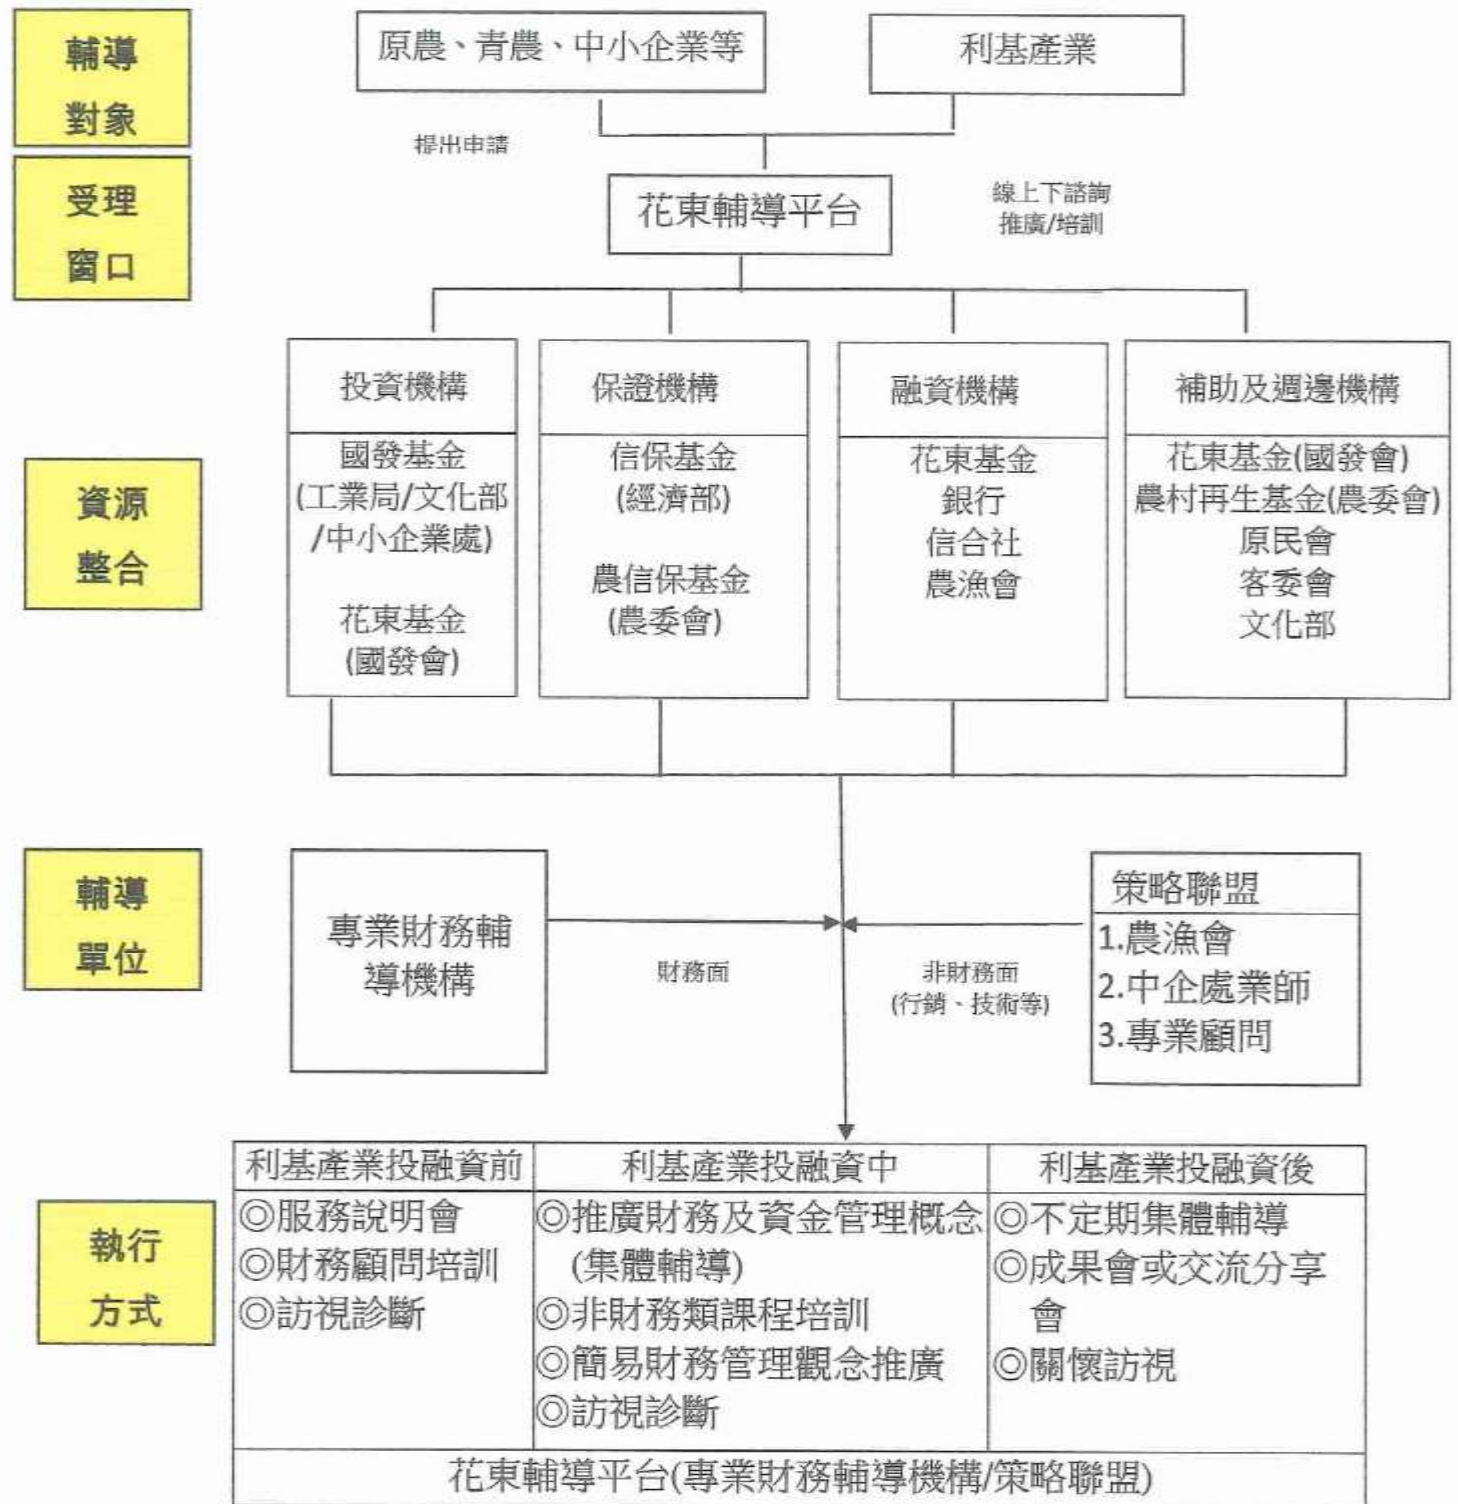 輔導
對象
原農、青農、中小企業等
利基產業
提出申請
受理
窗口
花東輔導平台
線上下諮詢
推廣/培訓
資源
整合
投資機構
國發基金
(工業局/文化部
/中小企業處)
花東基金
(國發會)
保證機構
信保基金
(經濟部)
農信保基金
(農委會)
融資機構
花東基金
銀行
信合社
農漁會
補助及週邊機構
花東基金(國發會)
農村再生基金(農委會)
原民會
客委會
文化部
輔導
單位
專業財務輔
導機構
財務面
非財務面
(行銷、技術等)
策略聯盟
1.農漁會
2.中企處業師
3.專業顧問
執行
方式
利基產業投融資前
◎服務說明會
◎財務顧問培訓
◎訪視診斷
利基產業投融資中
◎推廣財務及資金管理概念
(集體輔導)
◎非財務類課程培訓
◎簡易財務管理觀念推廣
◎訪視診斷
利基產業投融資後
◎不定期集體輔導
◎成果會或交流分享
會
◎關懷訪視
花東輔導平台(專業財務輔導機構/策略聯盟)